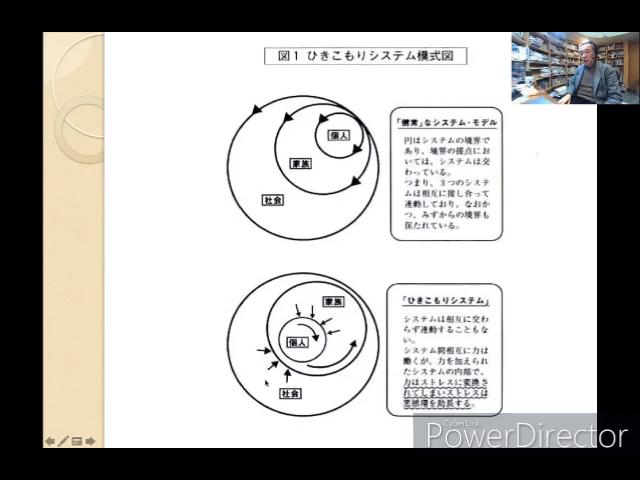 図1 ひきこもりシステム模式図
個人
家族
社会
「健常」なシステム・モデル
円はシステムの境界で
あり、境界の接点にお
いては、システムは交
わっている。
つまり、3つのシステ
ムは相互に接し合って
連動しており、なおか
つ、みずからの境界も
保たれている。
家族
個人
社会
「ひきこもりシステム」
システムは相互に交わ
らず連動することもな
い。
システム間相互に力は
働くが、力を加えられ
たシステムの内部で、
力はストレスに変換さ
れてしまいストレスは
悪循環を助長する。
CyberLink
PowerDirector